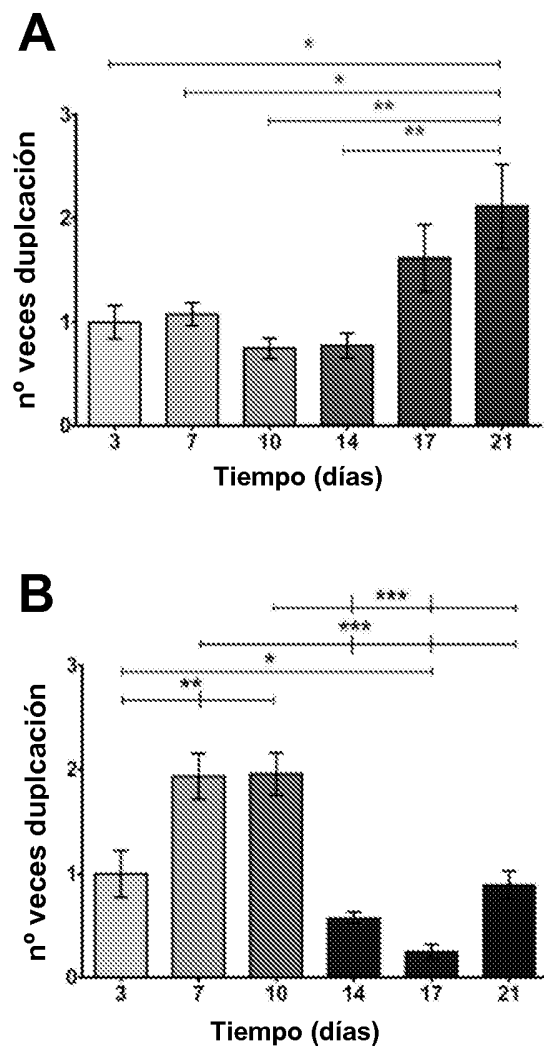 A
*
*
**
**
3
2
1
0
nº veces duplcación
3 7 10 14 17 21
Tiempo (días)
B
***
***
*
**
3
2
1
0
nº veces duplcación
3 7 10 14 17 21
Tiempo (días)